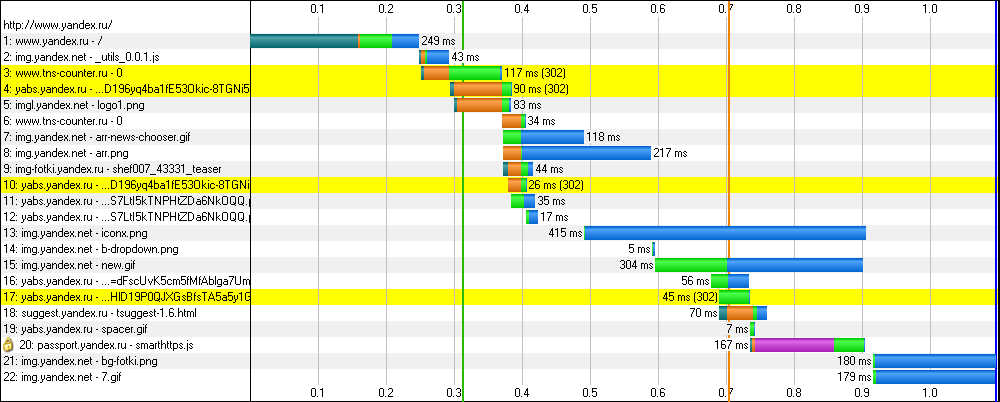 0.1 0.2 0.3 0.4 0.5 0.6 0.7 0.8 0.9 1.0
http://www.yandex.ru/
1: www.yandex.ru - / 249 ms
2: img.yandex.net - _utils_0.0.1.js 43 ms
3: www.tns-counter.ru - 0 117 ms (302)
4: yabs.yandex.ru - ...D196yq4ba1fE53Okic-8TGNi5 90 ms (302)
5: imgl.yandex.net - logo1.png 83 ms
6: www.tns-counter.ru - 0 34 ms
7: img.yandex.net - arr-news-chooser.gif 118 ms
8: img.yandex.net - arr.png 217 ms
9: img-fotki.yandex.ru - shef007_43331_teaser 44 ms
10: yabs.yandex.ru - ...D196yq4ba1fE53Okic-8TGNi 26 ms (302)
11: yabs.yandex.ru - ...S7LtI5kTNPHtZDa6NkOQQ. 35 ms
12: yabs.yandex.ru - ...S7LtI5kTNPHtZDa6NkOQQ. 17 ms
13: img.yandex.net - iconx.png 415 ms
14: img.yandex.net - b-dropdown.png 5 ms
15: img.yandex.net - new.gif 304 ms
16: yabs.yandex.ru - ...=dFscUvK5cm5fMfAbIga7Um 56 ms
17: yabs.yandex.ru - ...HID19P0QJXGsBfsTA5a5y1G 45 ms (302)
18: suggest.yandex.ru - tsuggest-1.6.html 70 ms
19: yabs.yandex.ru - spacer.gif 7 ms
20: passport.yandex.ru - smarthttps.js 167 ms
21: img.yandex.net - bg-fotki.png 180 ms
22: img.yandex.net - 7.gif 179 ms
0.1 0.2 0.3 0.4 0.5 0.6 0.7 0.8 0.9 1.0